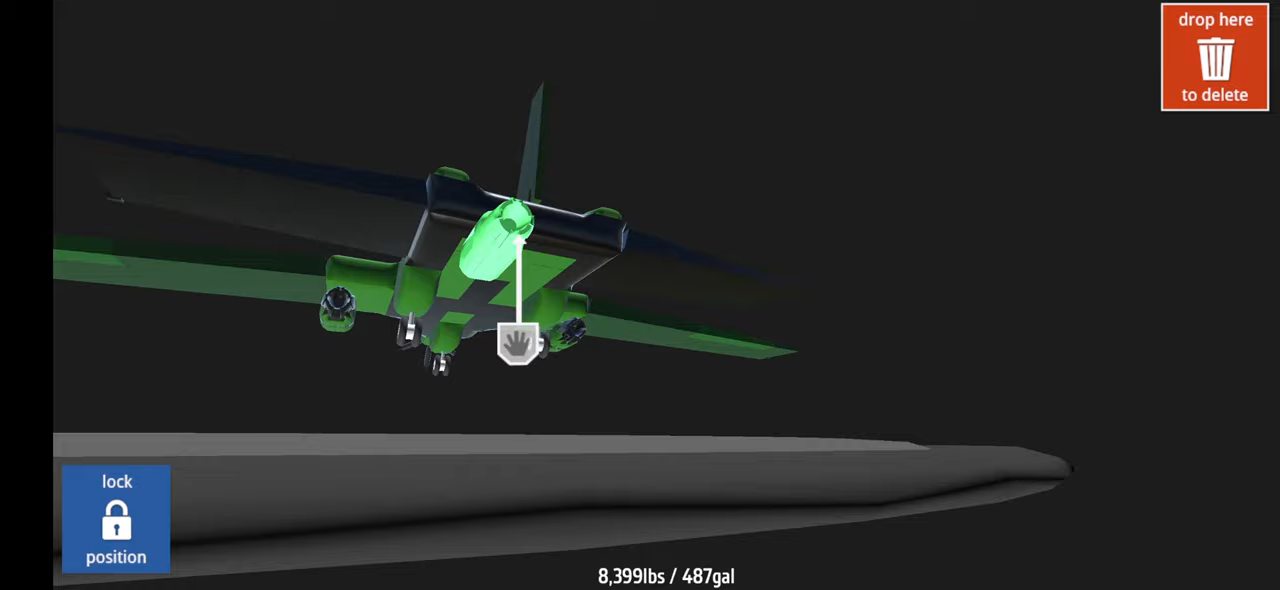 drop here
to delete
lock
position
8,399lbs / 487gal